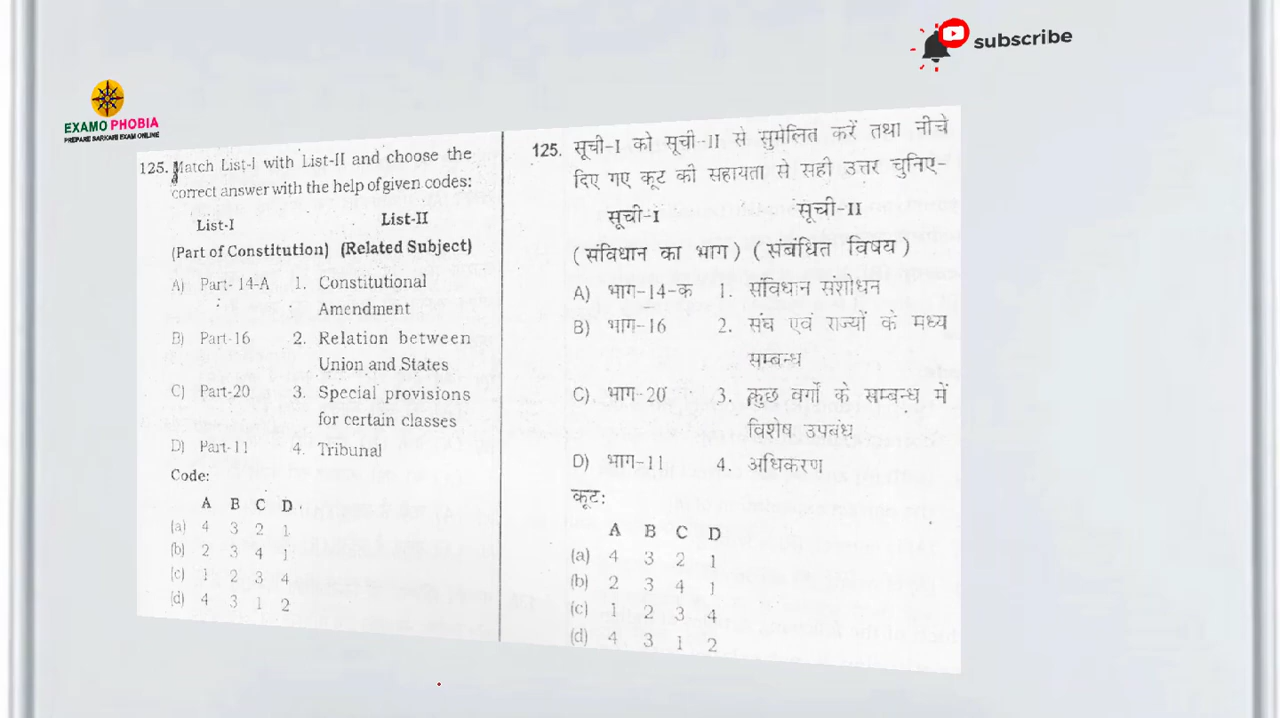 subscribe
EXAMO PHOBIA
PREPARE SARKARI EXAM ONLINE
125. Match List-I with List-II and choose the
correct answer with the help of given codes:
List-I List-II
(Part of Constitution) (Related Subject)
A) Part- 14-A 1. Constitutional
Amendment
B) Part-16 2. Relation between
Union and States
C) Part-20 3. Special provisions
for certain classes
D) Part-11 4. Tribunal
Code:
A B C D
(a) 4 3 2 1
(b) 2 3 4 1
(c) 1 2 3 4
(d) 4 3 1 2
125. सूची-I को सूची-II से सुमेलित करें तथा नीचे
दिए गए कूट की सहायता से सही उत्तर चुनिए-
सूची-I सूची-II
(संविधान का भाग) (संबंधित विषय)
A) भाग-14-क 1. संविधान संशोधन
B) भाग-16 2. संघ एवं राज्यों के मध्य
सम्बन्ध
C) भाग-20 3. कुछ वर्गों के सम्बन्ध में
विशेष उपबंध
D) भाग-11 4. अधिकरण
कूट:
A B C D
(a) 4 3 2 1
(b) 2 3 4 1
(c) 1 2 3 4
(d) 4 3 1 2